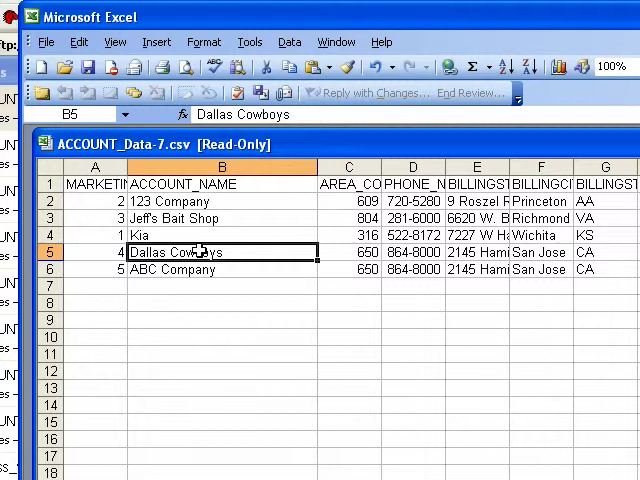 Microsoft Excel
File Edit View Insert Format Tools Data Window Help
100%
Reply with Changes... End Review...
B5 fx Dallas Cowboys
ACCOUNT_Data-7.csv [Read-Only]
A B C D E F G
1 MARKETIN ACCOUNT_NAME AREA_CO PHONE_N BILLINGST BILLINGCI BILLINGST
2 2 123 Company 609 720-5280 9 Roszel F Princeton AA
3 3 Jeff's Bait Shop 804 281-6000 6620 W. B Richmond VA
4 1 Kia 316 522-8172 7227 W Ha Wichita KS
5 4 Dallas Cowboys 650 864-8000 2145 Hami San Jose CA
6 5 ABC Company 650 864-8000 2145 Hami San Jose CA
7
8
9
10
11
12
13
14
15
16
17
18